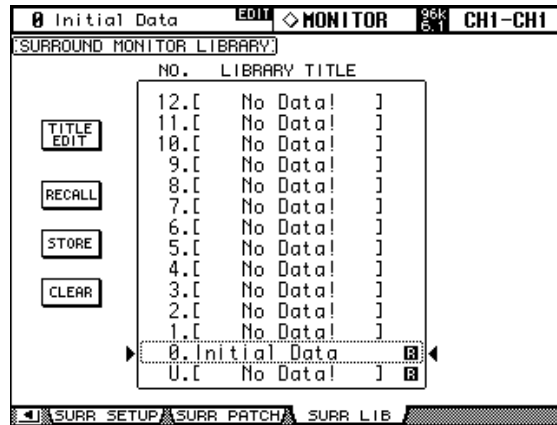 0 Initial Data EDIT ◇MONITOR 96k 6.1 CH1-CH1
SURROUND MONITOR LIBRARY
NO. LIBRARY TITLE
12.[ No Data! ]
11.[ No Data! ]
10.[ No Data! ]
9.[ No Data! ]
8.[ No Data! ]
7.[ No Data! ]
6.[ No Data! ]
5.[ No Data! ]
4.[ No Data! ]
3.[ No Data! ]
2.[ No Data! ]
1.[ No Data! ]
0.Initial Data R
U.[ No Data! ] R
TITLE
EDIT
RECALL
STORE
CLEAR
SURR SETUP SURR PATCH SURR LIB